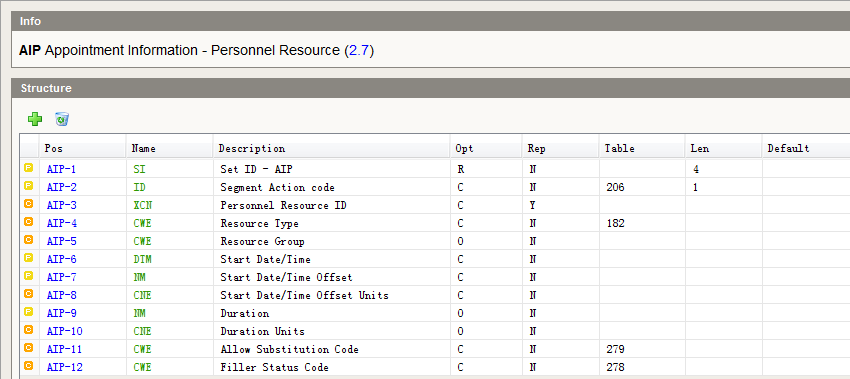 Info
AIP Appointment Information - Personnel Resource (2.7)
Structure
Pos Name Description Opt Rep Table Len Default
P AIP-1 SI Set ID - AIP R N 4
P AIP-2 ID Segment Action code C N 206 1
C AIP-3 XCN Personnel Resource ID C Y
C AIP-4 CWE Resource Type C N 182
C AIP-5 CWE Resource Group O N
P AIP-6 DTM Start Date/Time C N
P AIP-7 NM Start Date/Time Offset C N
C AIP-8 CNE Start Date/Time Offset Units C N
P AIP-9 NM Duration O N
C AIP-10 CNE Duration Units O N
C AIP-11 CWE Allow Substitution Code C N 279
C AIP-12 CWE Filler Status Code C N 278